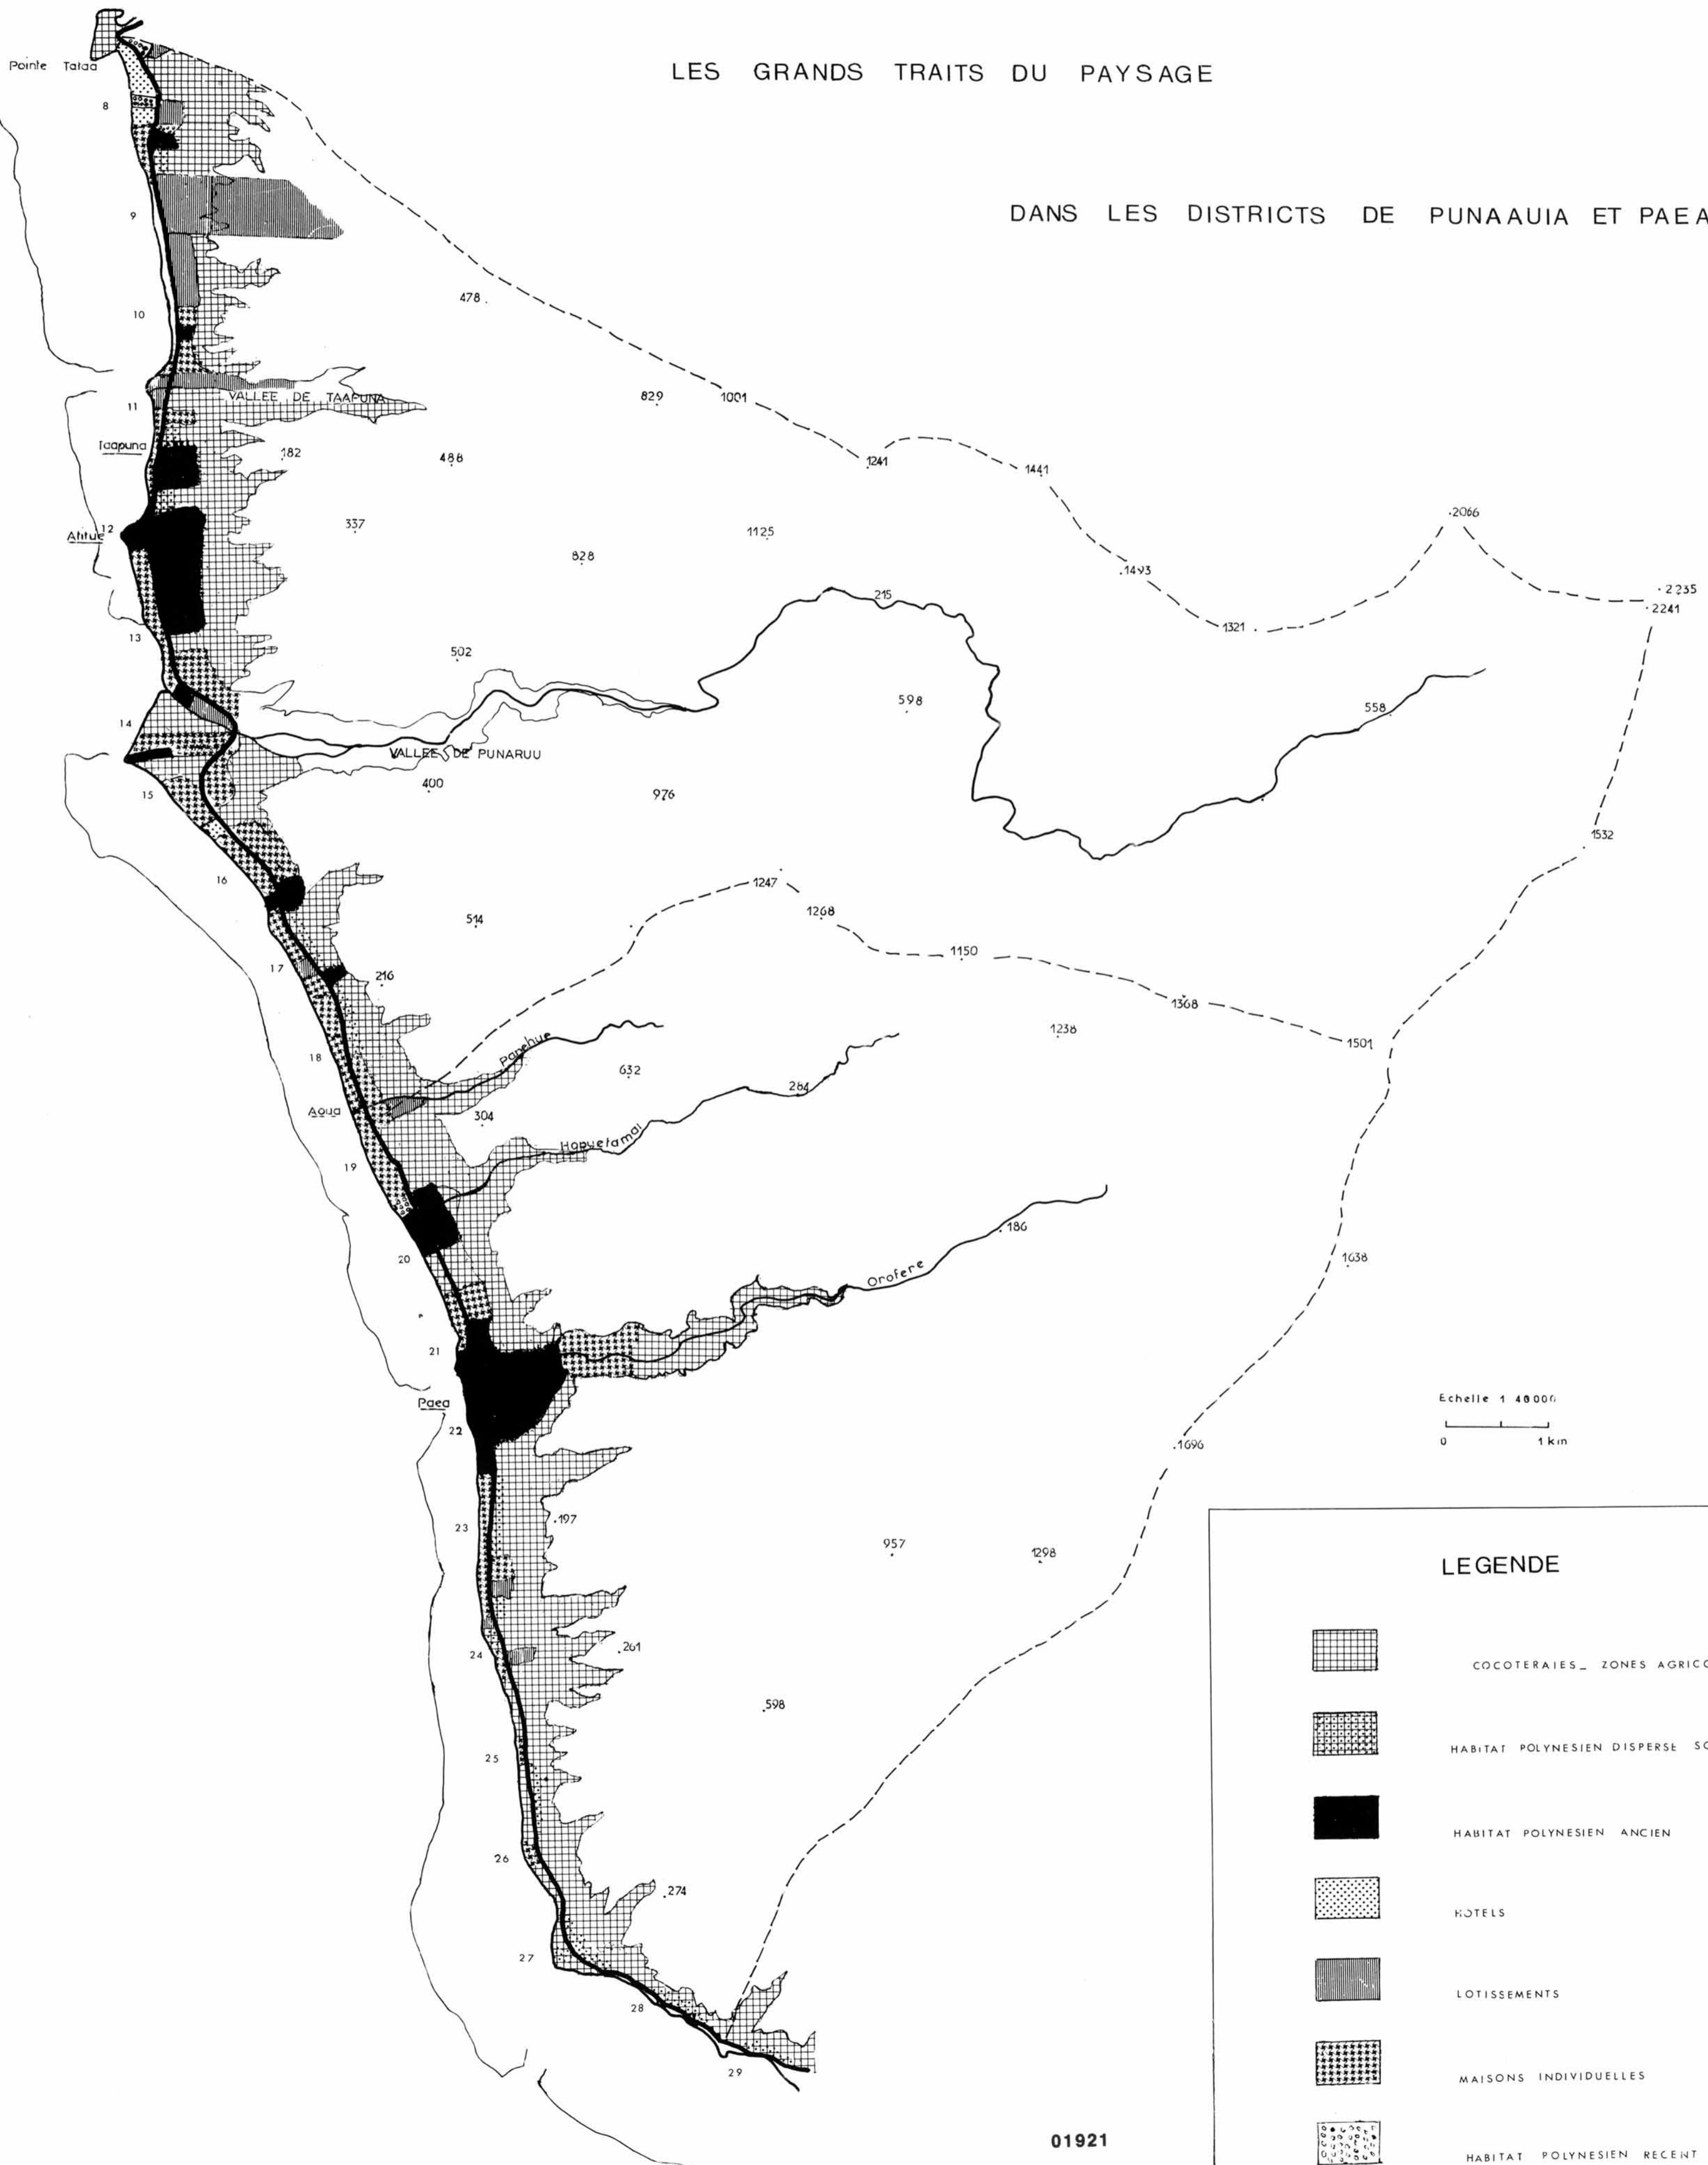 LES GRANDS TRAITS DU PAYSAGE
Pointe Tataa
8
DANS LES DISTRICTS DE PUNAAUIA ET PAEA
9
478
10
829
1001
VALLEE DE TAAPUNA
11
Taapuna
182
488
1241
1441
2066
Atitue
12
337
1125
828
1493
2235
2241
215
1321
13
502
598
558
14
VALLEE DE PUNARUU
400
976
15
1532
16
1247
1268
514
1150
17
216
1368
1238
1501
Papehue
18
632
284
Aoua
304
Hopuetamai
19
186
20
1638
Orofere
21
Paea
22
Echelle 1 40000
0 1 km
1696
23
197
957
1298
LEGENDE
24
261
COCOTERAIES_ ZONES AGRICO
598
25
HABITAT POLYNESIEN DISPERSE SO
HABITAT POLYNESIEN ANCIEN
26
274
HOTELS
27
LOTISSEMENTS
28
29
MAISONS INDIVIDUELLES
01921
HABITAT POLYNESIEN RECENT